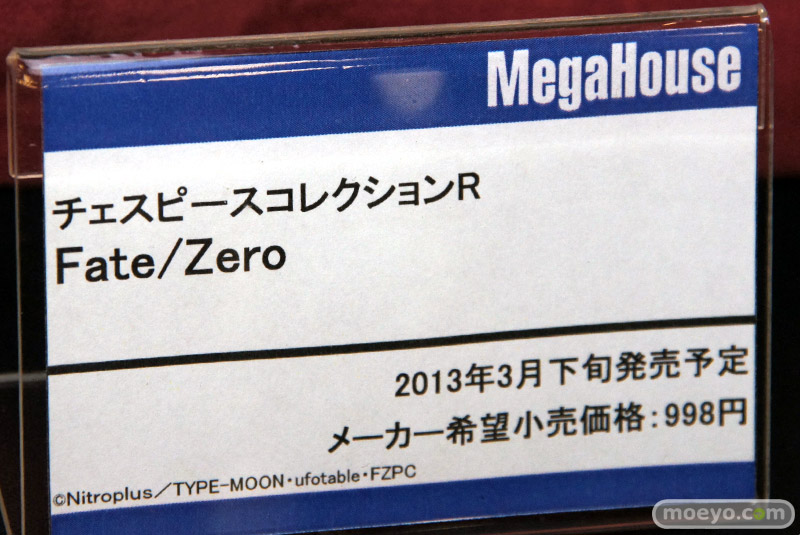 MegaHouse
チェスピースコレクションR
Fate/Zero
2013年3月下旬発売予定
メーカー希望小売価格:998円
©Nitroplus／TYPE-MOON・ufotable・FZPC
moeyo.com